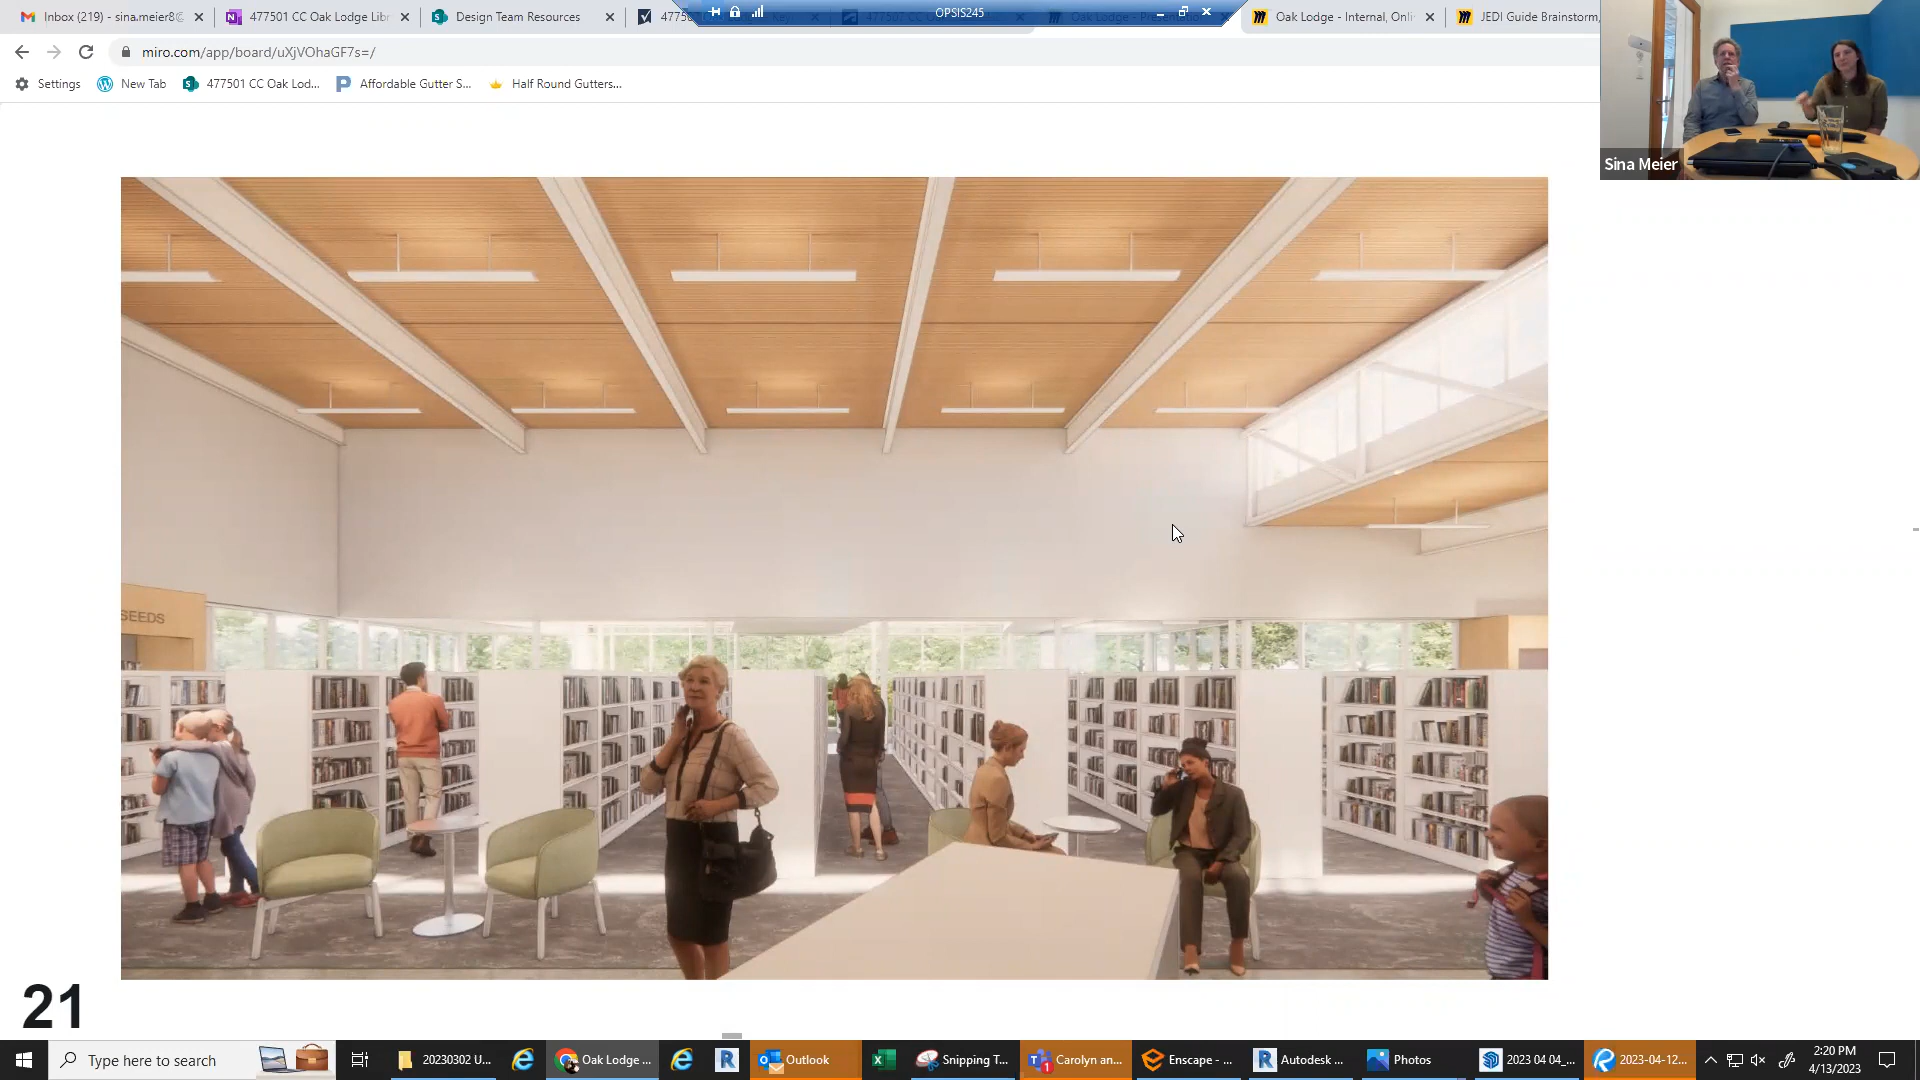 Inbox (219) - sina.meier8@
477501 CC Oak Lodge Libr
Design Team Resources
OPSIS245
Oak Lodge - Internal, Onli
JEDI Guide Brainstorm,
miro.com/app/board/uXjVOhaGF7s=/
Settings
New Tab
477501 CC Oak Lod...
Affordable Gutter S...
Half Round Gutters...
Sina Meier
SEEDS
21
Type here to search
20230302 U...
Oak Lodge ...
Outlook
Snipping T...
Carolyn an...
Enscape - ...
Autodesk ...
Photos
2023 04 04_...
2023-04-12...
2:20 PM
4/13/2023